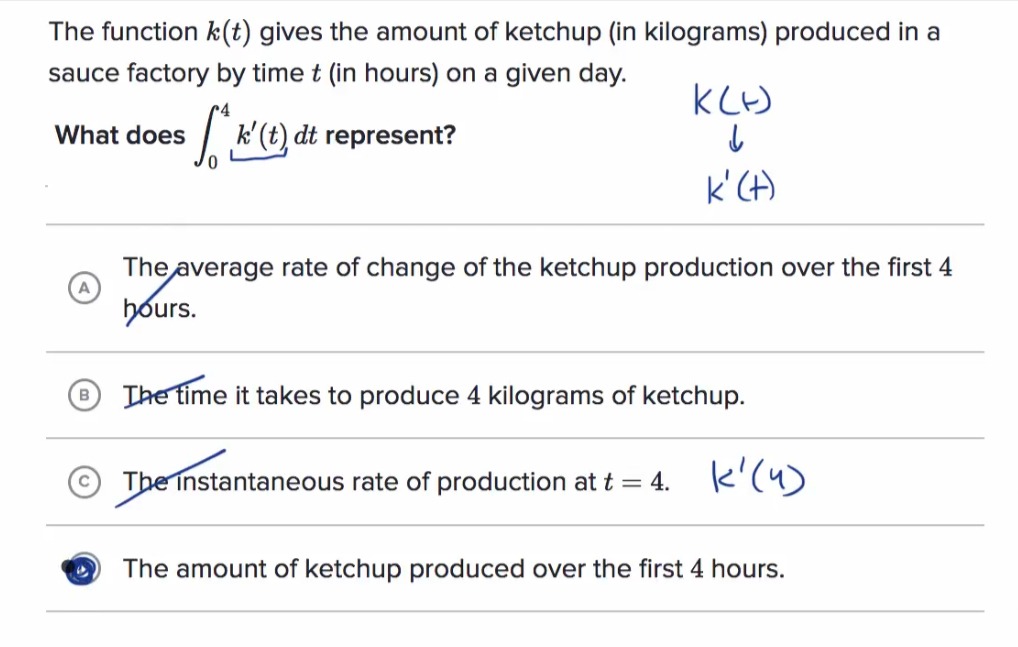 The function k(t) gives the amount of ketchup (in kilograms) produced in a
sauce factory by time t (in hours) on a given day.
k(t)
What does ∫₀⁴ k′(t) dt represent?
↓
k'(t)
A The average rate of change of the ketchup production over the first 4
hours.
B The time it takes to produce 4 kilograms of ketchup.
C The instantaneous rate of production at t = 4. k'(4)
The amount of ketchup produced over the first 4 hours.